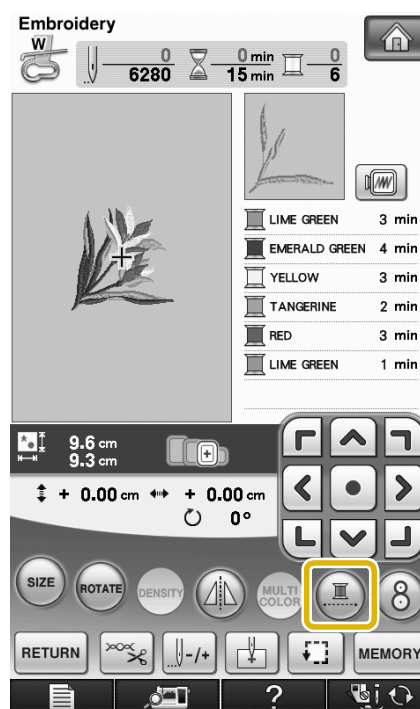 Embroidery
W
0 0 min 0
6280 15 min 6
LIME GREEN 3 min
EMERALD GREEN 4 min
YELLOW 3 min
TANGERINE 2 min
RED 3 min
LIME GREEN 1 min
9.6 cm
9.3 cm
+ 0.00 cm + 0.00 cm
0°
SIZE ROTATE DENSITY MULTI COLOR 8
RETURN -/+ MEMORY
?